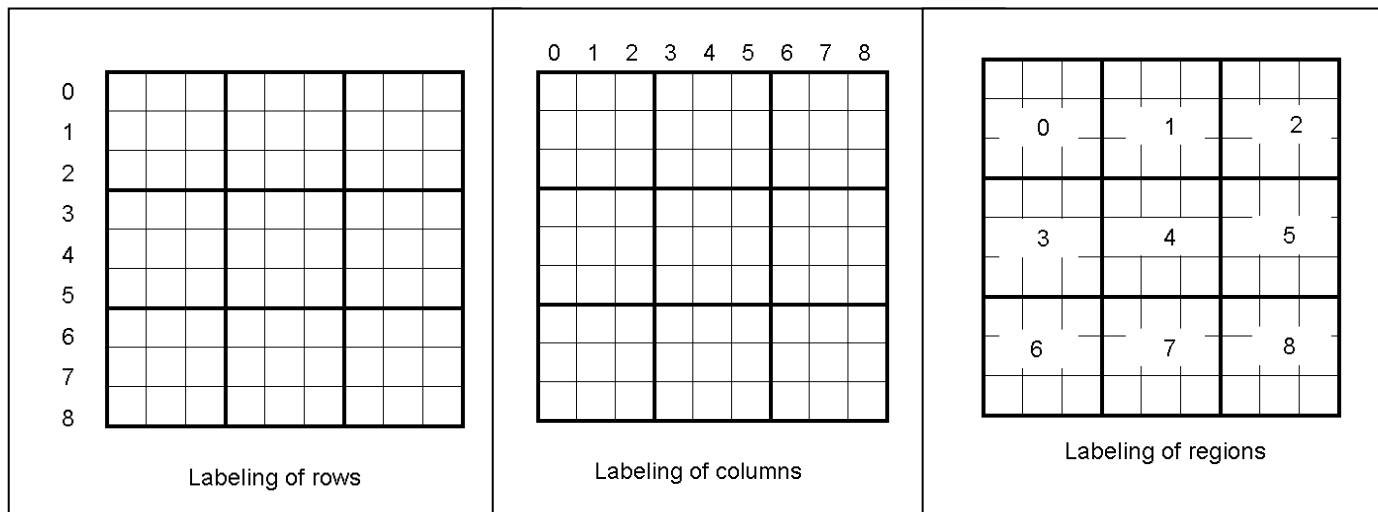 0
1
2
3
4
5
6
7
8
Labeling of rows
0 1 2 3 4 5 6 7 8
Labeling of columns
0 1 2
3 4 5
6 7 8
Labeling of regions